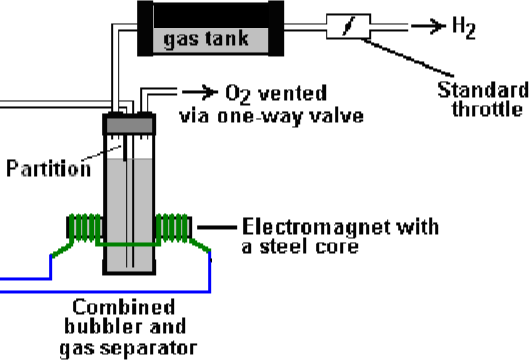 gas tank
H2
Standard
throttle
O2 vented
via one-way valve
Partition
Electromagnet with
a steel core
Combined
bubbler and
gas separator